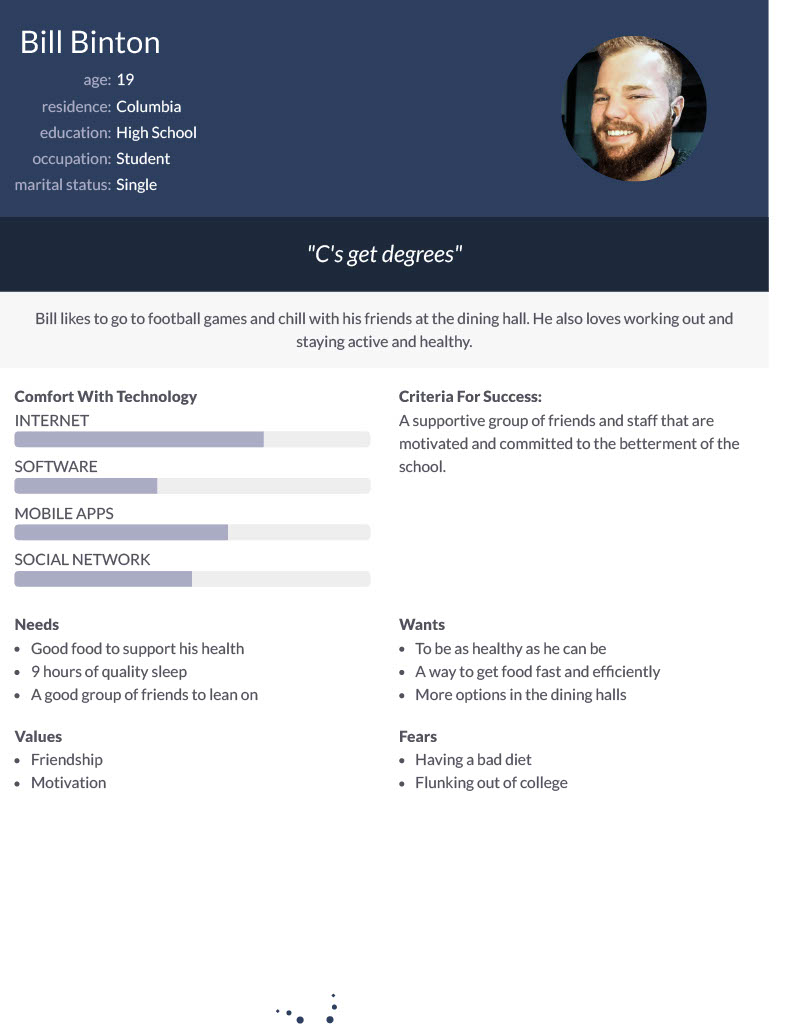 Bill Binton
age: 19
residence: Columbia
education: High School
occupation: Student
marital status: Single
"C's get degrees"
Bill likes to go to football games and chill with his friends at the dining hall. He also loves working out and
staying active and healthy.
Comfort With Technology
INTERNET
SOFTWARE
MOBILE APPS
SOCIAL NETWORK
Criteria For Success:
A supportive group of friends and staff that are
motivated and committed to the betterment of the
school.
Needs
• Good food to support his health
• 9 hours of quality sleep
• A good group of friends to lean on
Wants
• To be as healthy as he can be
• A way to get food fast and efficiently
• More options in the dining halls
Values
• Friendship
• Motivation
Fears
• Having a bad diet
• Flunking out of college